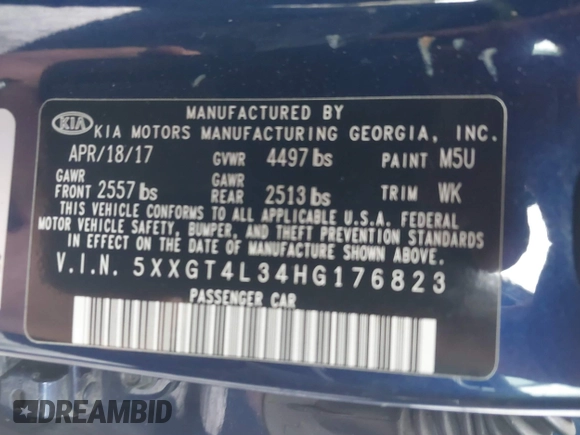 MANUFACTURED BY
KIA KIA MOTORS MANUFACTURING GEORGIA, INC.
APR/18/17 GVWR 4497 lbs PAINT M5U
GAWR FRONT 2557 lbs GAWR REAR 2513 lbs TRIM WK
THIS VEHICLE CONFORMS TO ALL APPLICABLE U.S.A. FEDERAL
MOTOR VEHICLE SAFETY, BUMPER, AND THEFT PREVENTION STANDARDS
IN EFFECT ON THE DATE OF MANUFACTURE SHOWN ABOVE.
V.I.N. 5XXGT4L34HG176823
PASSENGER CAR
DREAMBID